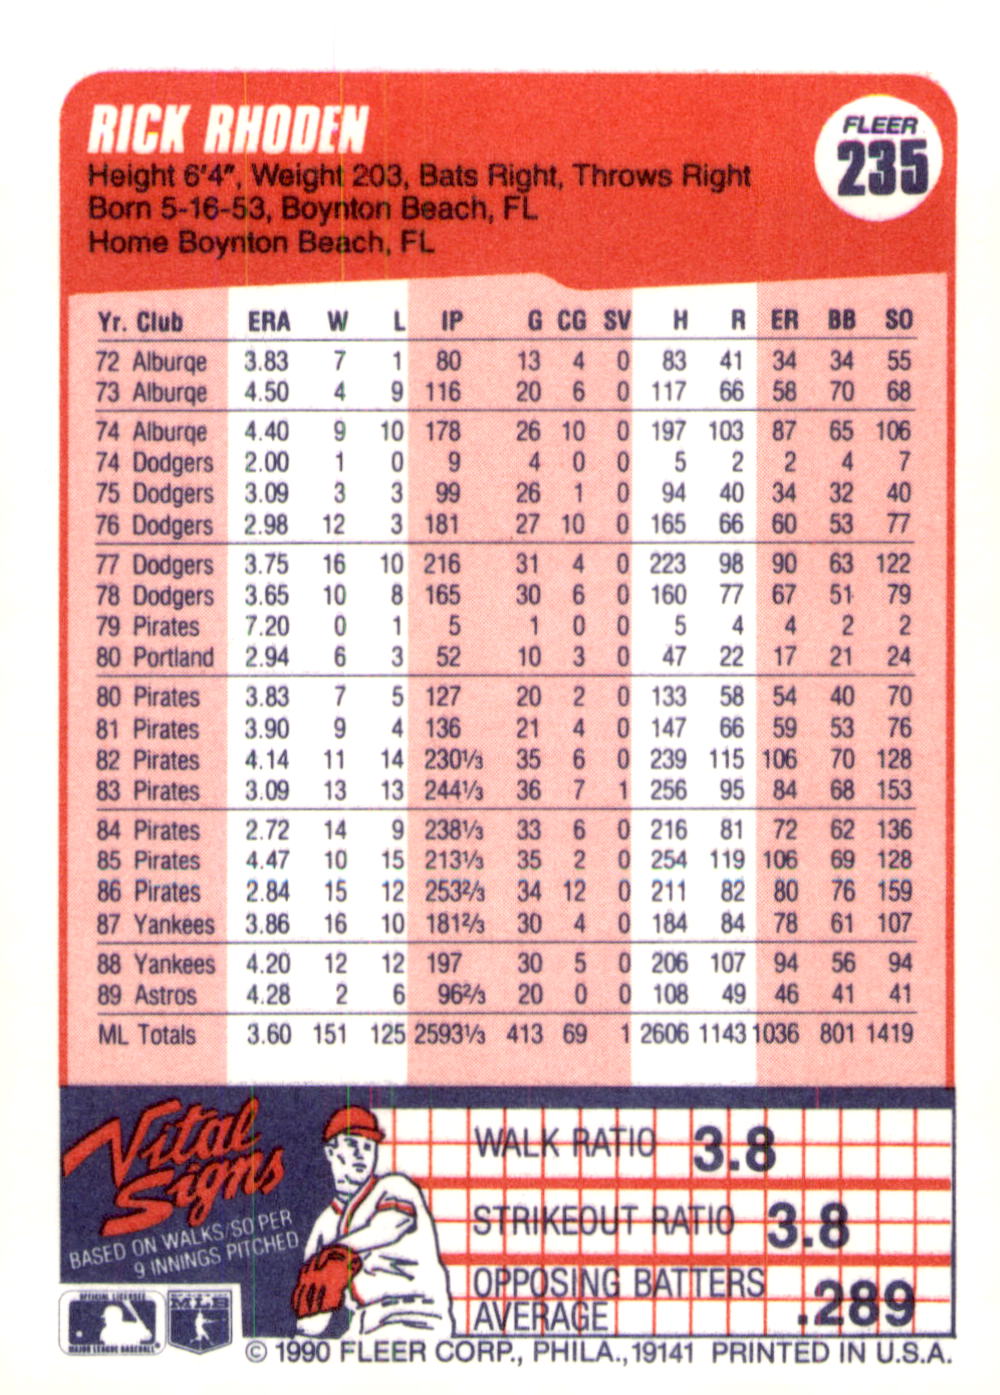 RICK RHODEN
FLEER
235
Height 6'4", Weight 203, Bats Right, Throws Right
Born 5-16-53, Boynton Beach, FL
Home Boynton Beach, FL
Yr. Club ERA W L IP G CG SV H R ER BB SO
72 Alburqe 3.83 7 1 80 13 4 0 83 41 34 34 55
73 Alburqe 4.50 4 9 116 20 6 0 117 66 58 70 68
74 Alburqe 4.40 9 10 178 26 10 0 197 103 87 65 106
74 Dodgers 2.00 1 0 9 4 0 0 5 2 2 4 7
75 Dodgers 3.09 3 3 99 26 1 0 94 40 34 32 40
76 Dodgers 2.98 12 3 181 27 10 0 165 66 60 53 77
77 Dodgers 3.75 16 10 216 31 4 0 223 98 90 63 122
78 Dodgers 3.65 10 8 165 30 6 0 160 77 67 51 79
79 Pirates 7.20 0 1 5 1 0 0 5 4 4 2 2
80 Portland 2.94 6 3 52 10 3 0 47 22 17 21 24
80 Pirates 3.83 7 5 127 20 2 0 133 58 54 40 70
81 Pirates 3.90 9 4 136 21 4 0 147 66 59 53 76
82 Pirates 4.14 11 14 230⅓ 35 6 0 239 115 106 70 128
83 Pirates 3.09 13 13 244⅓ 36 7 1 256 95 84 68 153
84 Pirates 2.72 14 9 238⅓ 33 6 0 216 81 72 62 136
85 Pirates 4.47 10 15 213⅓ 35 2 0 254 119 106 69 128
86 Pirates 2.84 15 12 253⅔ 34 12 0 211 82 80 76 159
87 Yankees 3.86 16 10 181⅔ 30 4 0 184 84 78 61 107
88 Yankees 4.20 12 12 197 30 5 0 206 107 94 56 94
89 Astros 4.28 2 6 96⅔ 20 0 0 108 49 46 41 41
ML Totals 3.60 151 125 2593⅓ 413 69 1 2606 1143 1036 801 1419
Vital
Signs
BASED ON WALKS/SO PER
9 INNINGS PITCHED
WALK RATIO 3.8
STRIKEOUT RATIO 3.8
OPPOSING BATTERS
AVERAGE .289
OFFICIAL LICENSEE
MAJOR LEAGUE BASEBALL®
MLB
© 1990 FLEER CORP., PHILA., 19141 PRINTED IN U.S.A.